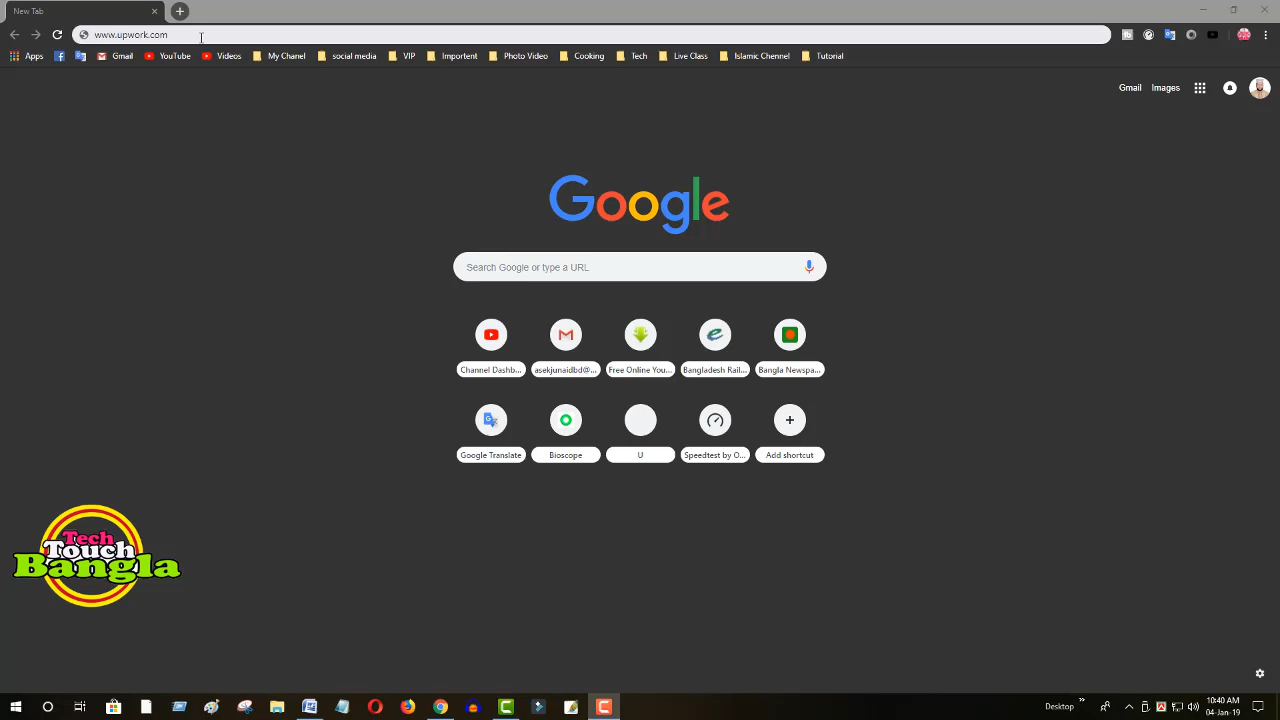 New Tab
www.upwork.com
Apps Gmail YouTube Videos My Chanel social media VIP Importent Photo Video Cooking Tech Live Class Islamic Chennel Tutorial
Gmail Images
Google
Search Google or type a URL
Channel Dashb... asekjunaidbd@... Free Online You... Bangladesh Rail... Bangla Newspa...
Google Translate Bioscope U Speedtest by O... Add shortcut
Tech
Touch
Bangla
Desktop
10:40 AM
04-Jan-19